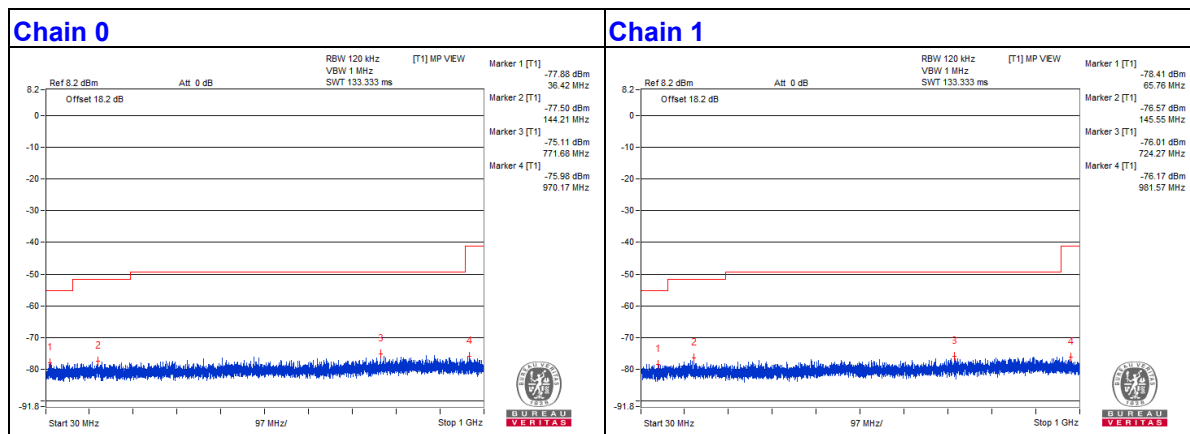 Chain 0
RBW 120 kHz [T1] MP VIEW
VBW 1 MHz
Ref 8.2 dBm Att 0 dB SWT 133.333 ms
Offset 18.2 dB
8.2
0
-10
-20
-30
-40
-50
-60
-70
-80
-91.8
1
2
3
4
Start 30 MHz 97 MHz/ Stop 1 GHz
Marker 1 [T1]
-77.88 dBm
36.42 MHz
Marker 2 [T1]
-77.50 dBm
144.21 MHz
Marker 3 [T1]
-75.11 dBm
771.68 MHz
Marker 4 [T1]
-75.98 dBm
970.17 MHz
1828
BUREAU
VERITAS
Chain 1
RBW 120 kHz [T1] MP VIEW
VBW 1 MHz
Ref 8.2 dBm Att 0 dB SWT 133.333 ms
Offset 18.2 dB
8.2
0
-10
-20
-30
-40
-50
-60
-70
-80
-91.8
1
2
3
4
Start 30 MHz 97 MHz/ Stop 1 GHz
Marker 1 [T1]
-78.41 dBm
65.76 MHz
Marker 2 [T1]
-76.57 dBm
145.55 MHz
Marker 3 [T1]
-76.01 dBm
724.27 MHz
Marker 4 [T1]
-76.17 dBm
981.57 MHz
1828
BUREAU
VERITAS